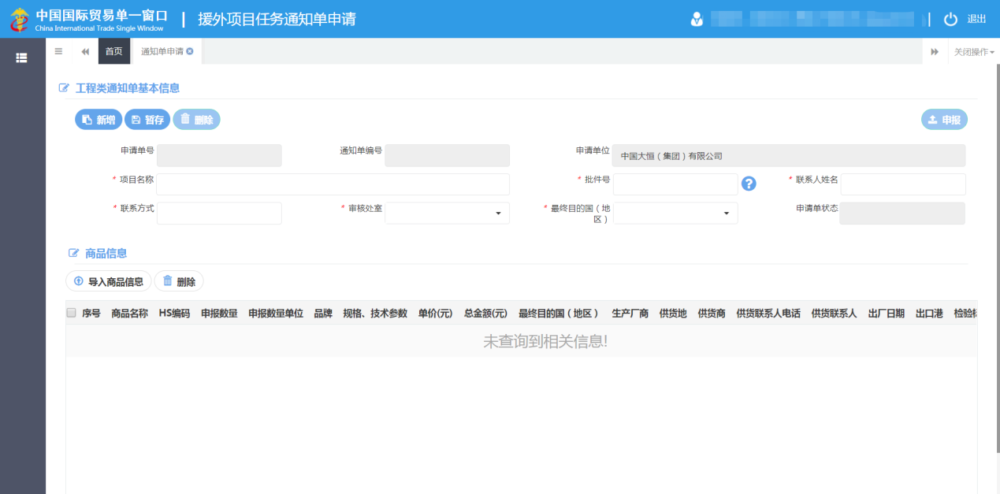 中国国际贸易单一窗口 | 援外项目任务通知单申请
China International Trade Single Window
退出
首页 通知单申请 关闭操作
工程类通知单基本信息
新增 暂存 删除 申报
申请单号 通知单编号 申请单位 中国大恒（集团）有限公司
* 项目名称 * 批件号 ? * 联系人姓名
* 联系方式 * 审核处室 * 最终目的国（地区） 申请单状态
商品信息
导入商品信息 删除
序号 商品名称 HS编码 申报数量 申报数量单位 品牌 规格、技术参数 单价(元) 总金额(元) 最终目的国（地区） 生产厂商 供货地 供货商 供货联系人电话 供货联系人 出厂日期 出口港 检验
未查询到相关信息!